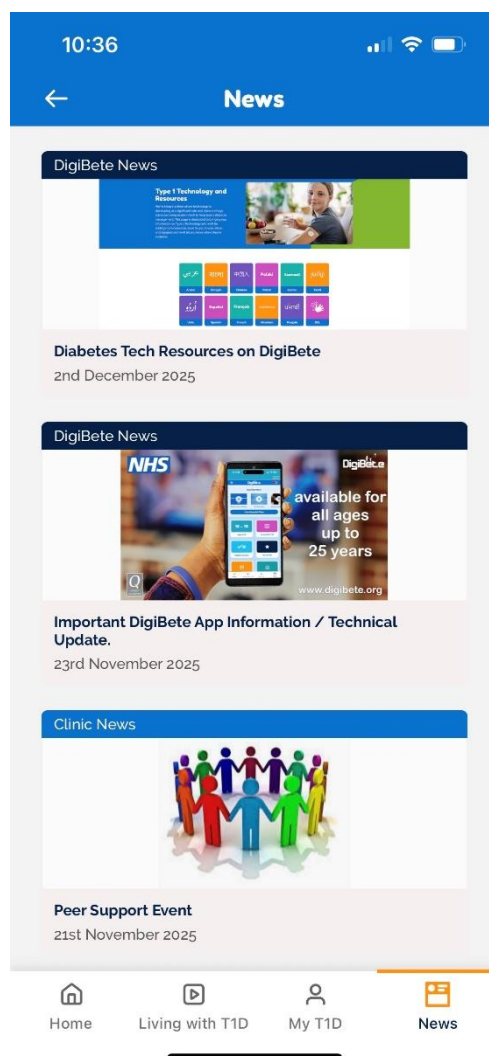 10:36
News
DigiBete News
Type 1 Technology and
Resources
Polski
Español
Français
Diabetes Tech Resources on DigiBete
2nd December 2025
DigiBete News
NHS
DigiBete
available for
all ages
up to
25 years
www.digibete.org
Important DigiBete App Information / Technical
Update.
23rd November 2025
Clinic News
Peer Support Event
21st November 2025
Home
Living with T1D
My T1D
News